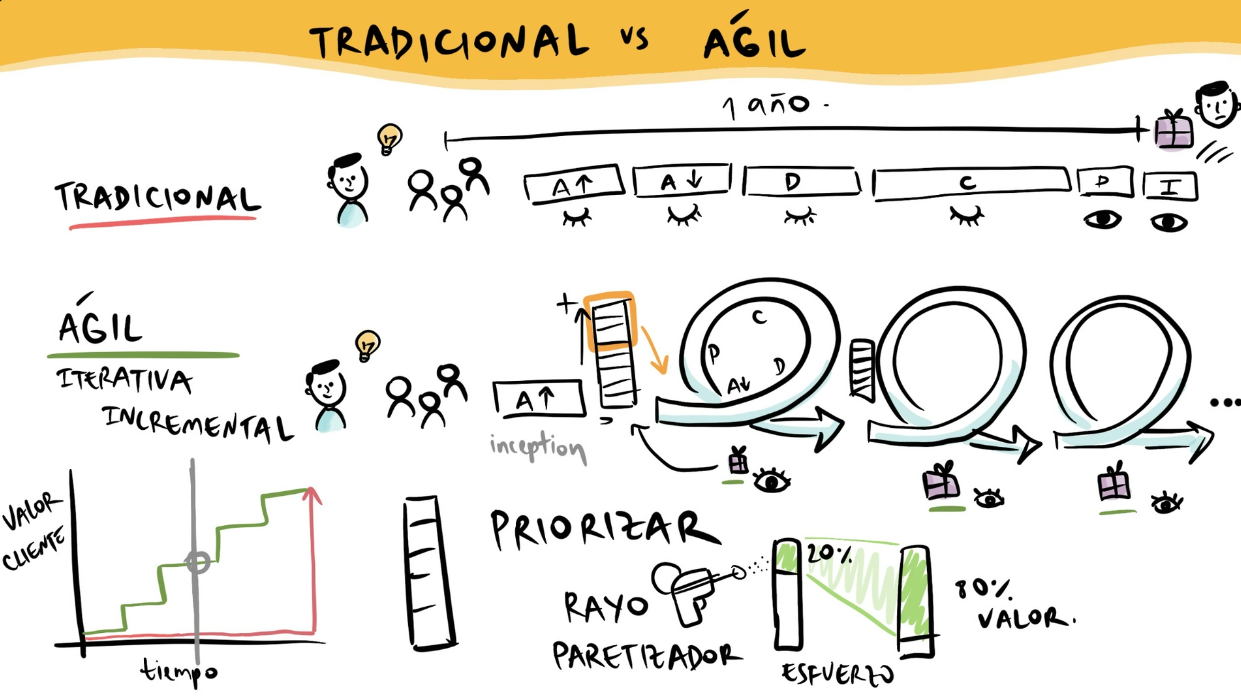 TRADICIONAL vs ÁGIL
1 año.
TRADICIONAL
A↑ A↓ D C P I
ÁGIL
ITERATIVA
INCREMENTAL
A↑
inception
+
-
C
P
D
A↓
...
VALOR
CLIENTE
tiempo
PRIORIZAR
RAYO
PARETIZADOR
20%
80%
VALOR.
ESFUERZO